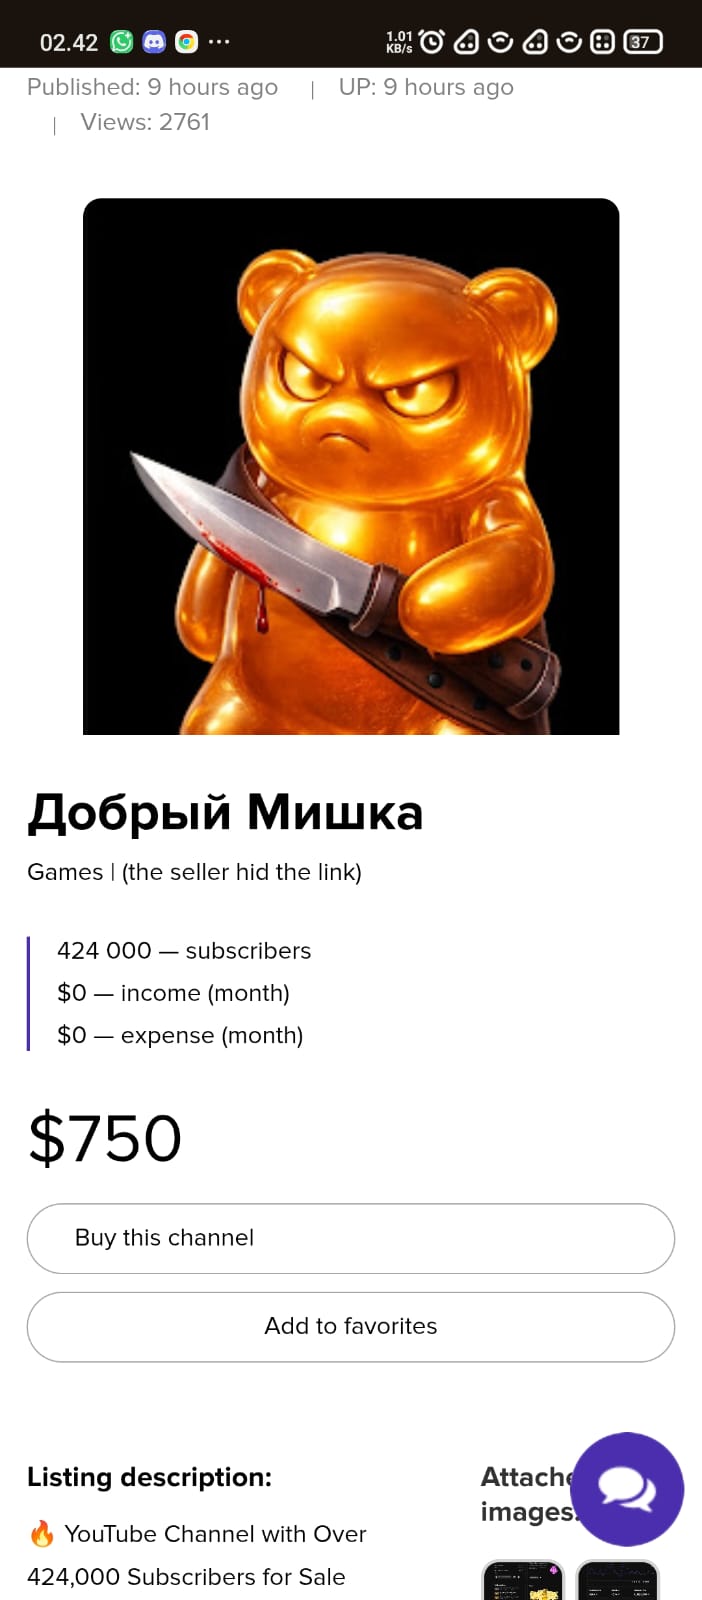 02.42
1.01
KB/s
37
Published: 9 hours ago | UP: 9 hours ago
| Views: 2761
Добрый Мишка
Games | (the seller hid the link)
424 000 — subscribers
$0 — income (month)
$0 — expense (month)
$750
Buy this channel
Add to favorites
Listing description:
🔥 YouTube Channel with Over
424,000 Subscribers for Sale
images.